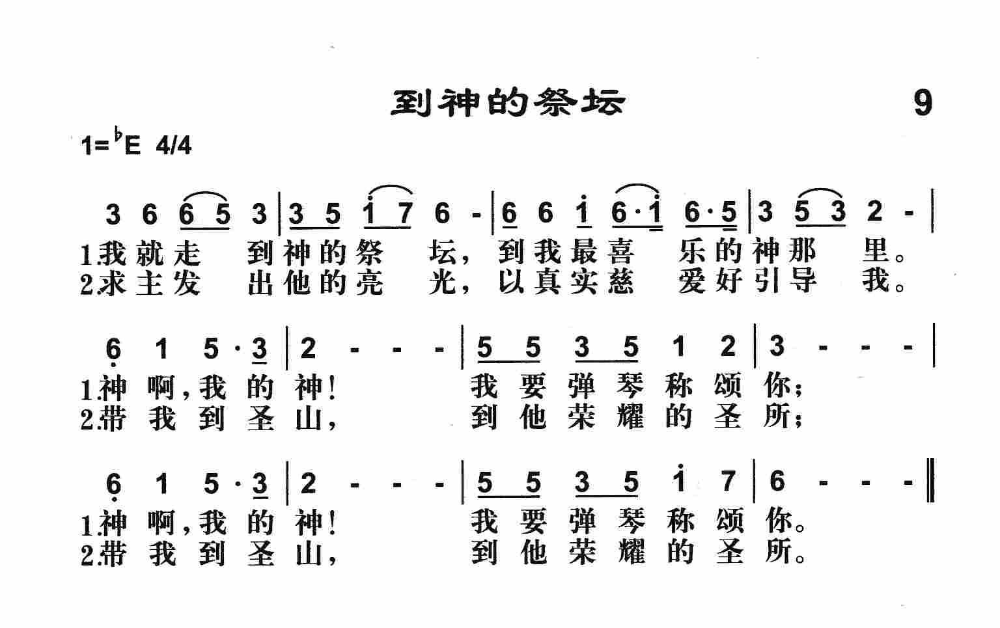 到神的祭坛 9
1=♭E 4/4
3 6 6 5 3 | 3 5 i 7 6 - | 6 6 i 6·i 6·5 | 3 5 3 2 - |
1.我就走 到神的祭 坛，到我最喜 乐的神那 里。
2.求主发 出他的亮 光，以真实慈 爱好引导 我。
6̣ 1 5 · 3 | 2 - - - | 5 5 3 5 1 2 | 3 - - - |
1.神啊，我的神！ 我要弹琴称颂你；
2.带我到圣山， 到他荣耀的圣所；
6̣ 1 5 · 3 | 2 - - - | 5 5 3 5 i 7 | 6 - - - ‖
1.神啊，我的神！ 我要弹琴称颂你。
2.带我到圣山， 到他荣耀的圣所。